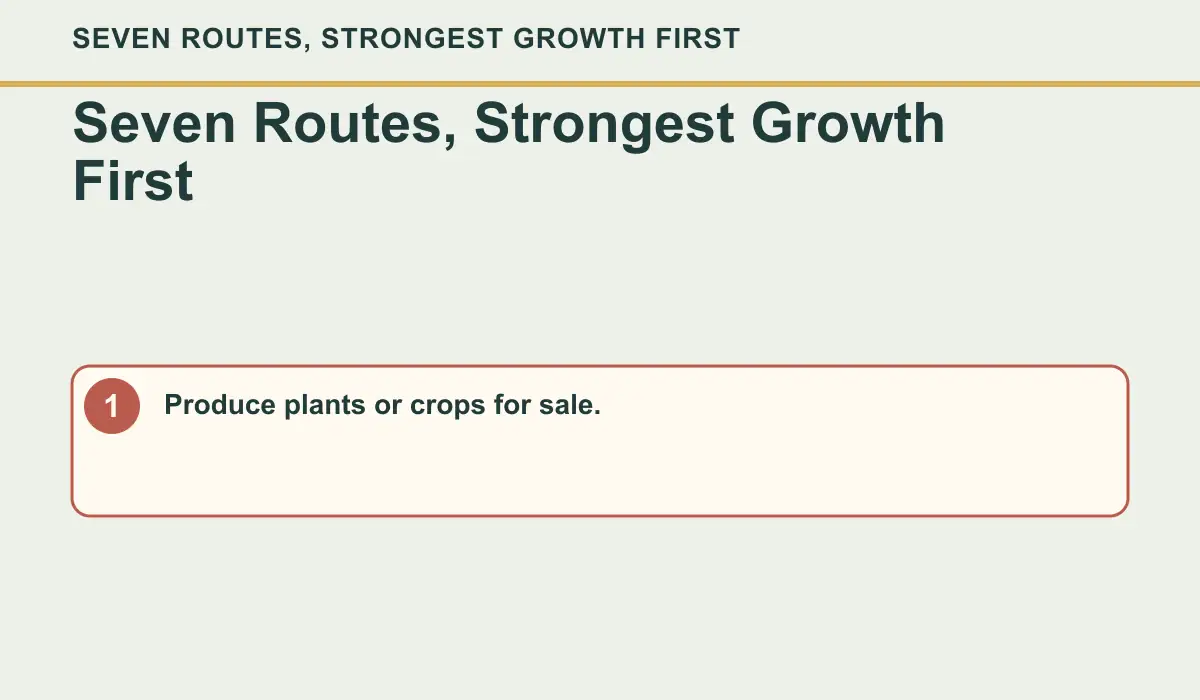 SEVEN ROUTES, STRONGEST GROWTH FIRST
Seven Routes, Strongest Growth
First
1
Produce plants or crops for sale.